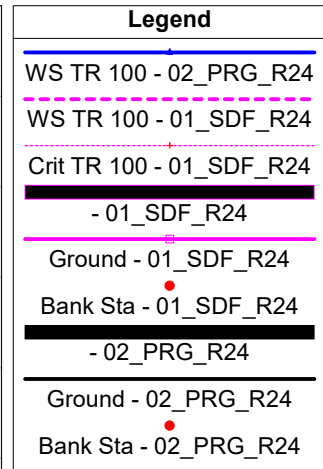 Legend
WS TR 100 - 02_PRG_R24
WS TR 100 - 01_SDF_R24
Crit TR 100 - 01_SDF_R24
- 01_SDF_R24
Ground - 01_SDF_R24
Bank Sta - 01_SDF_R24
- 02_PRG_R24
Ground - 02_PRG_R24
Bank Sta - 02_PRG_R24